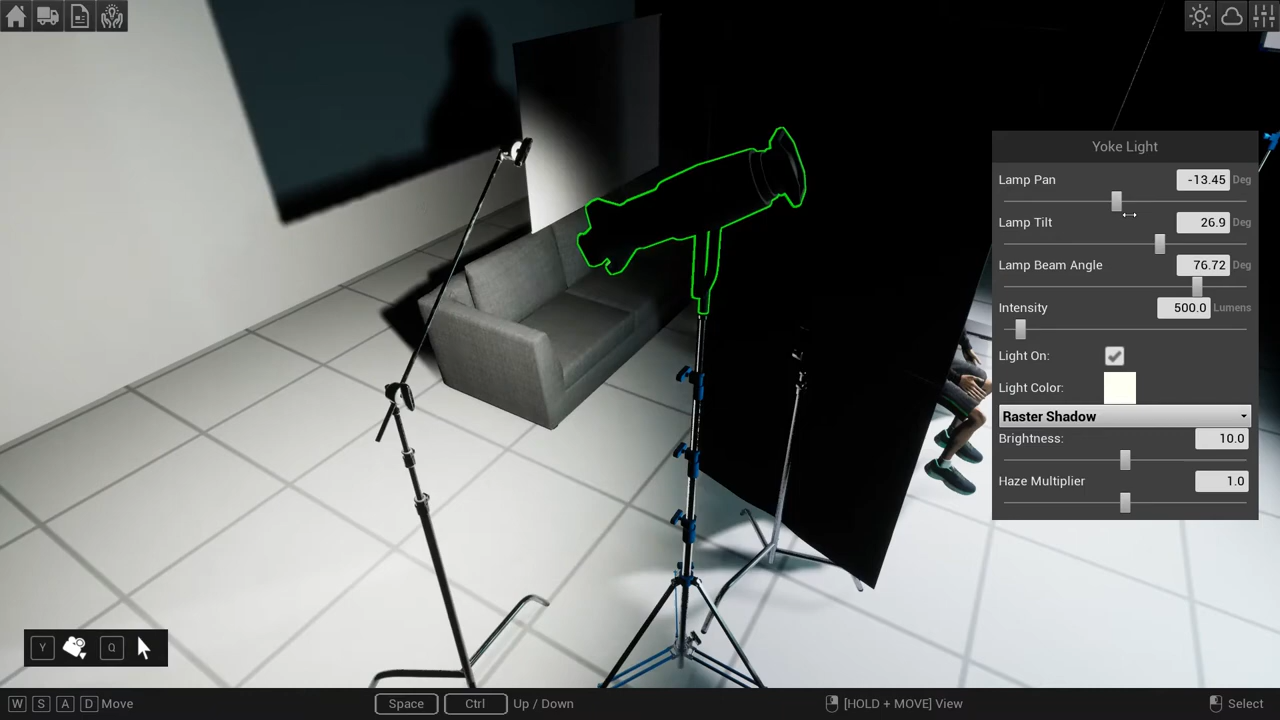 Yoke Light
Lamp Pan -13.45 Deg
Lamp Tilt 26.9 Deg
Lamp Beam Angle 76.72 Deg
Intensity 500.0 Lumens
Light On:
Light Color:
Raster Shadow
Brightness: 10.0
Haze Multiplier 1.0
Y Q
W S A D Move Space Ctrl Up / Down [HOLD + MOVE] View Select